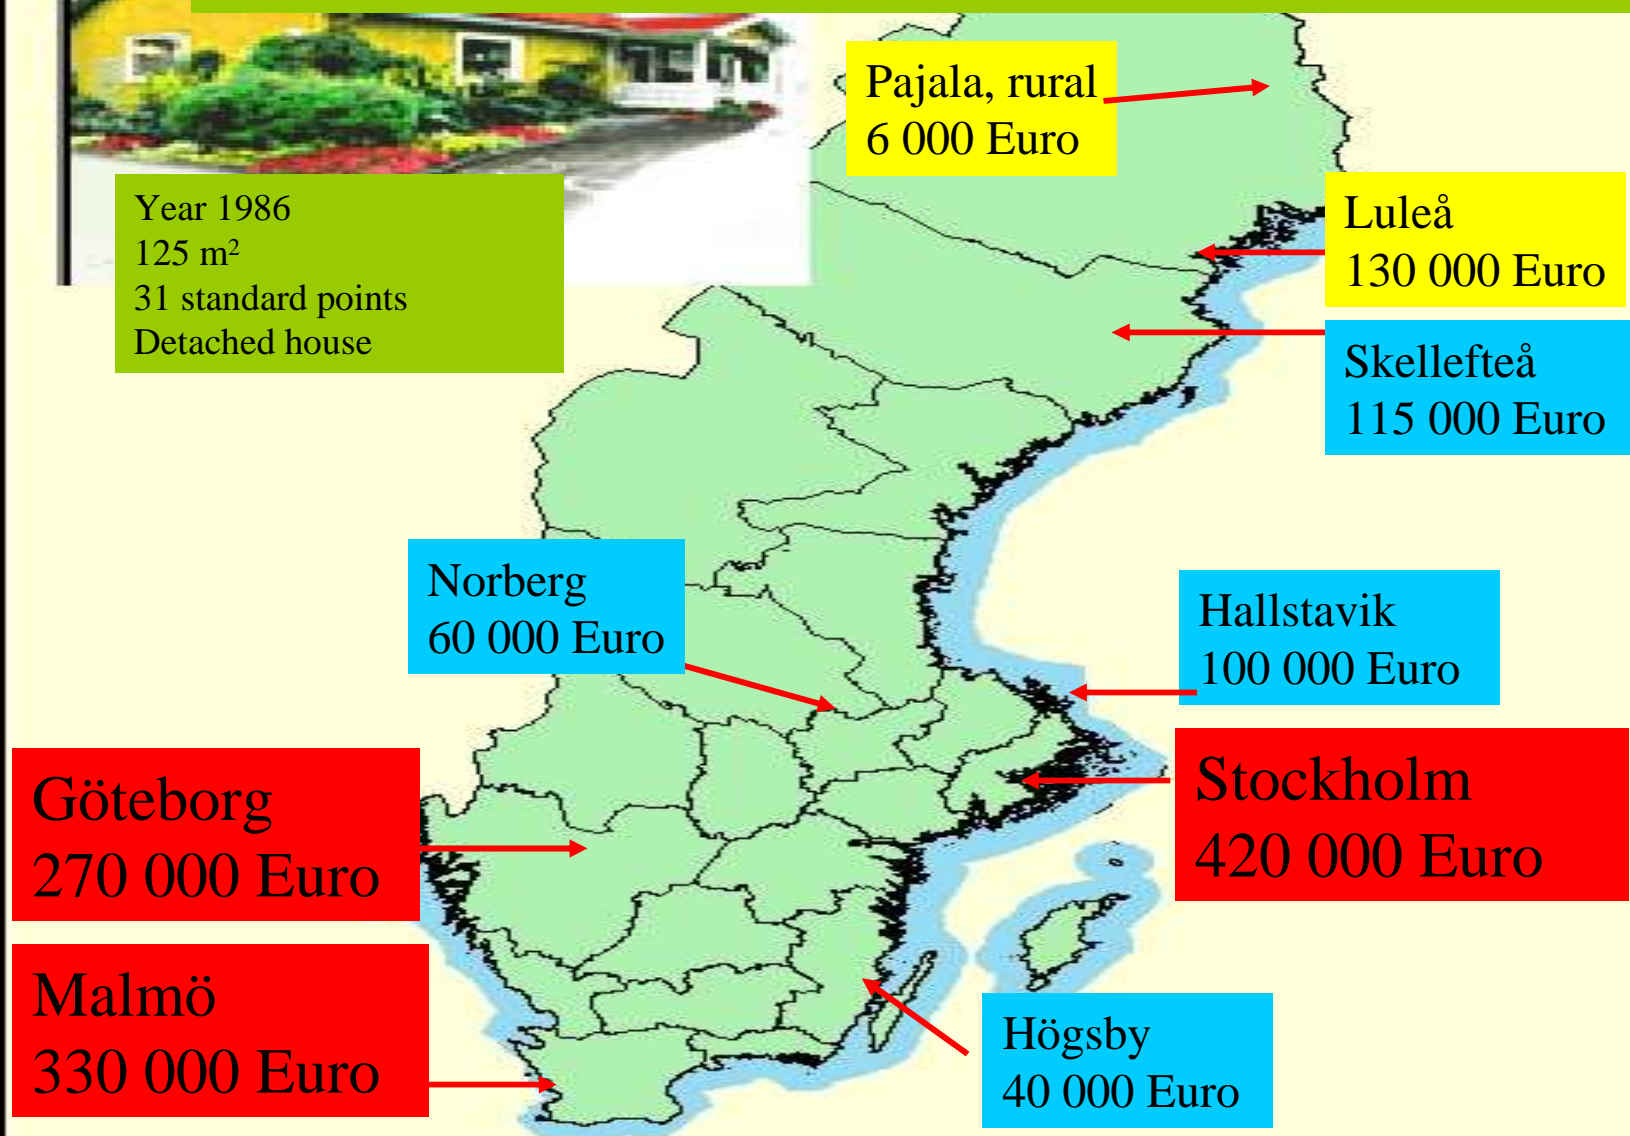 Pajala, rural
6 000 Euro
Year 1986
125 m²
31 standard points
Detached house
Luleå
130 000 Euro
Skellefteå
115 000 Euro
Norberg
60 000 Euro
Hallstavik
100 000 Euro
Göteborg
270 000 Euro
Stockholm
420 000 Euro
Malmö
330 000 Euro
Högsby
40 000 Euro